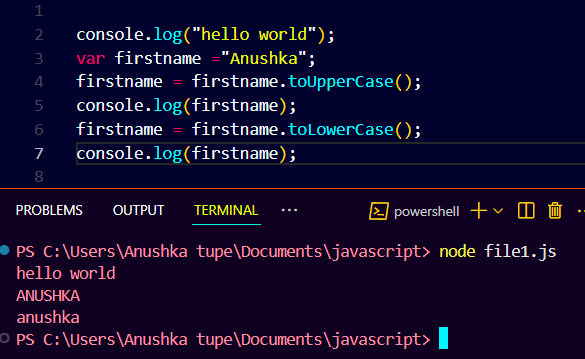 1
2 console.log("hello world");
3 var firstname ="Anushka";
4 firstname = firstname.toUpperCase();
5 console.log(firstname);
6 firstname = firstname.toLowerCase();
7 console.log(firstname);
8
PROBLEMS OUTPUT TERMINAL ··· powershell
PS C:\Users\Anushka tupe\Documents\javascript> node file1.js
hello world
ANUSHKA
anushka
PS C:\Users\Anushka tupe\Documents\javascript>